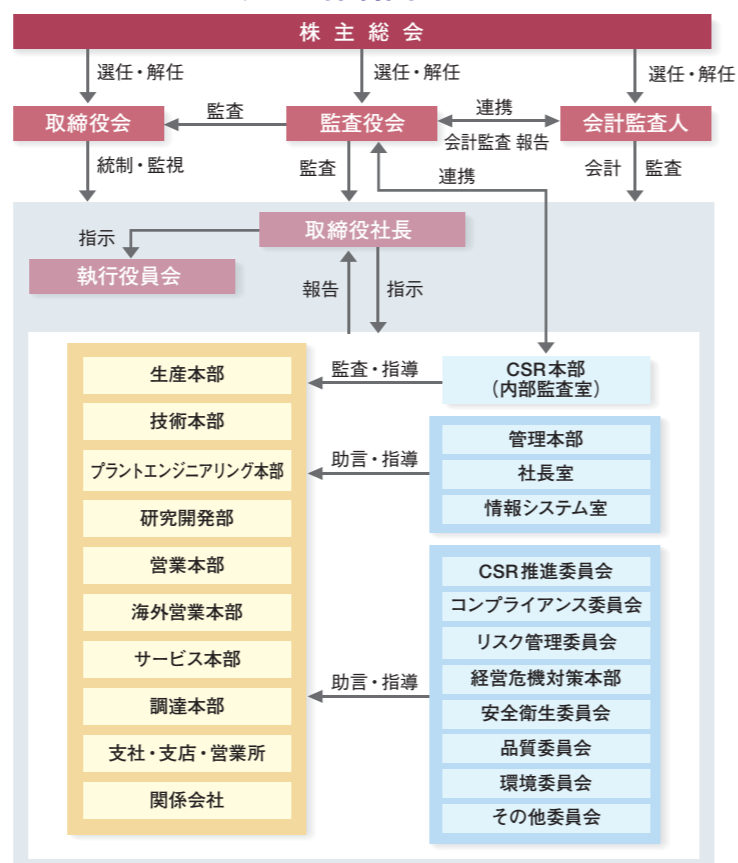 株主総会
選任・解任
選任・解任
選任・解任
取締役会
監査
監査役会
連携
会計監査 報告
会計監査人
統制・監視
監査
連携
会計 監査
取締役社長
指示
執行役員会
報告
指示
生産本部
技術本部
プラントエンジニアリング本部
研究開発部
営業本部
海外営業本部
サービス本部
調達本部
支社・支店・営業所
関係会社
監査・指導
CSR本部
(内部監査室)
助言・指導
管理本部
社長室
情報システム室
助言・指導
CSR推進委員会
コンプライアンス委員会
リスク管理委員会
経営危機対策本部
安全衛生委員会
品質委員会
環境委員会
その他委員会